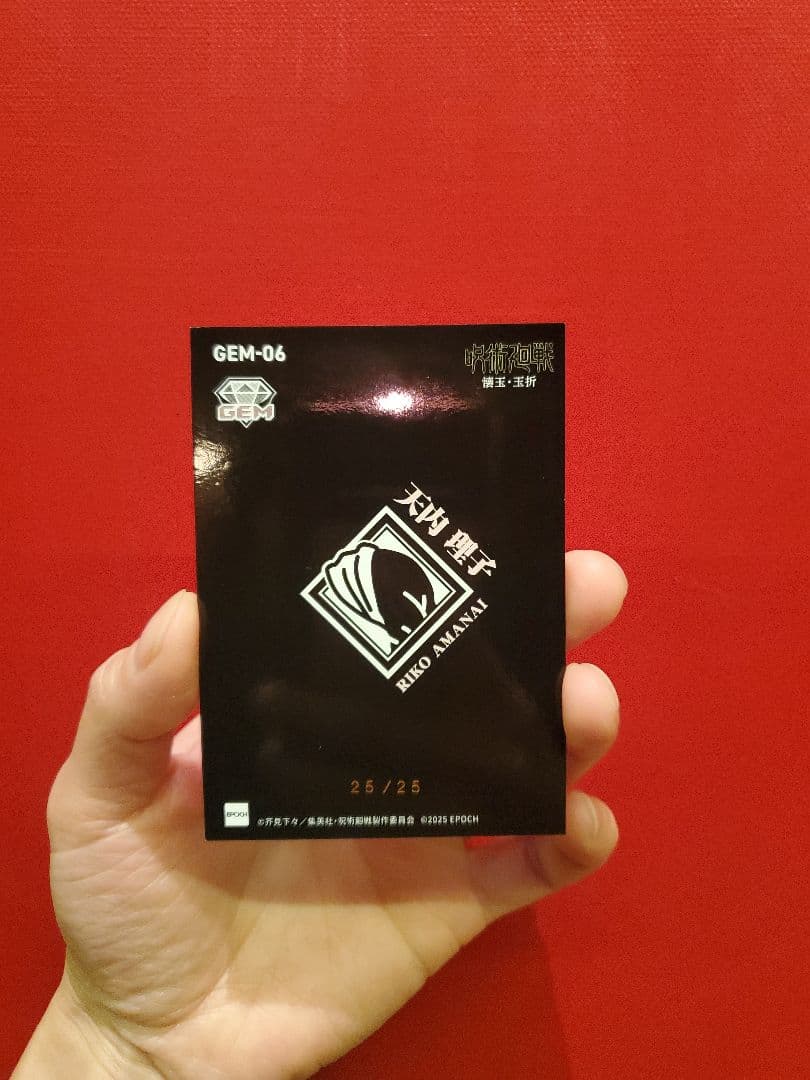 GEM-06
呪術廻戦
懐玉・玉折
GEM
天内 理子
RIKO AMANAI
25/25
EPOCH
©芥見下々／集英社・呪術廻戦製作委員会 ©2025 EPOCH